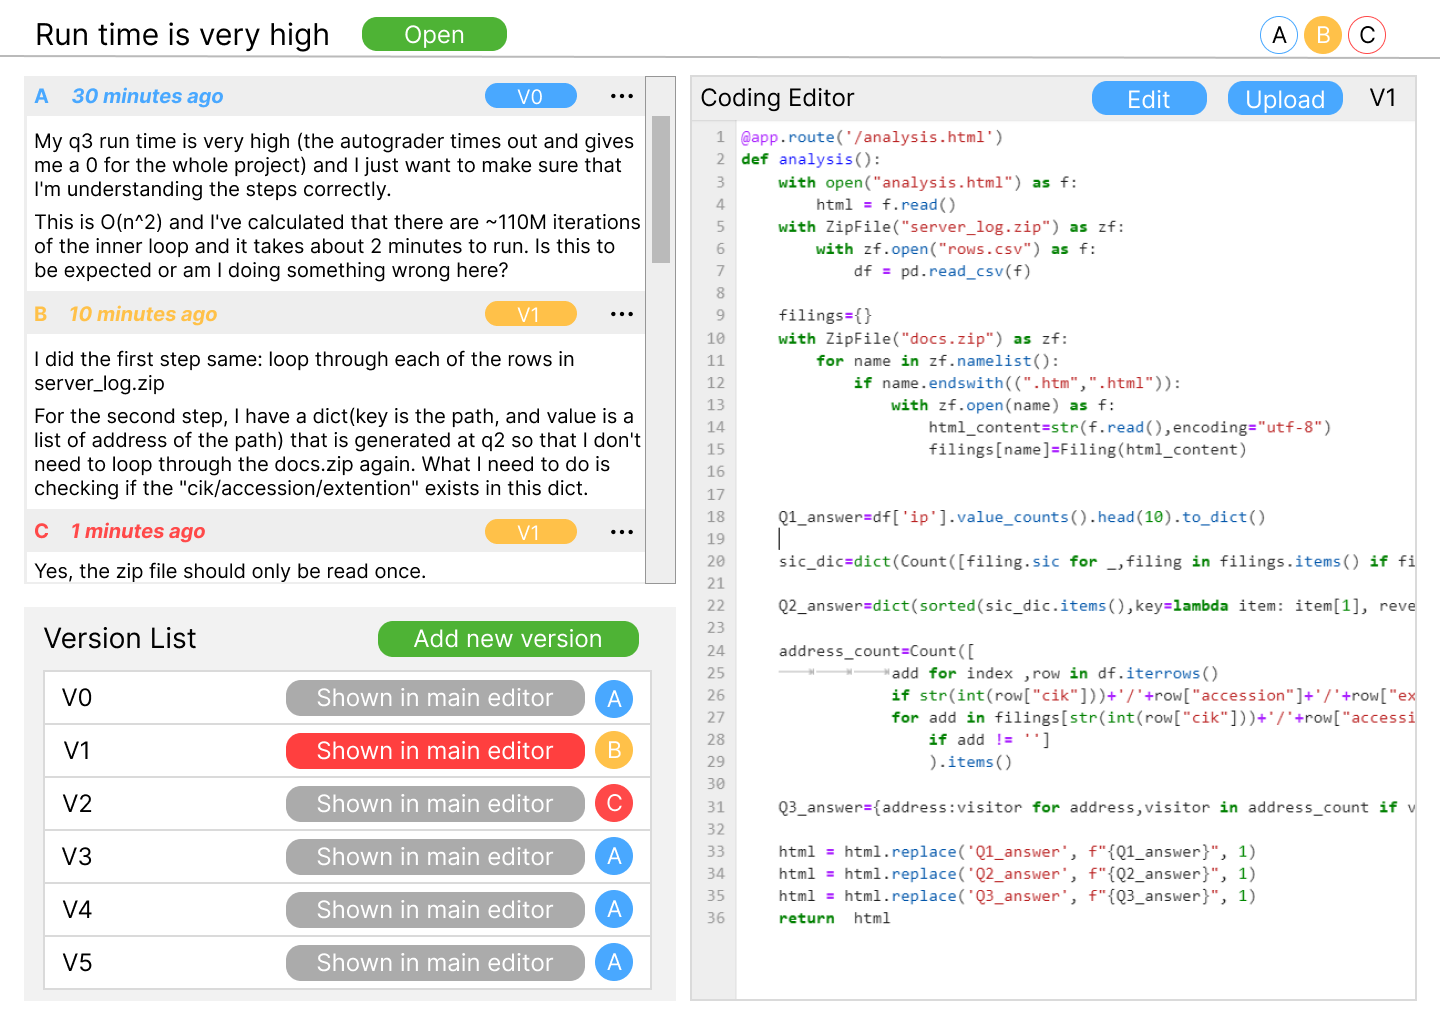 Run time is very high
Open
A
B
C
A 30 minutes ago V0 •••
My q3 run time is very high (the autograder times out and gives
me a 0 for the whole project) and I just want to make sure that
I'm understanding the steps correctly.
This is O(n^2) and I've calculated that there are ~110M iterations
of the inner loop and it takes about 2 minutes to run. Is this to
be expected or am I doing something wrong here?
B 10 minutes ago V1 •••
I did the first step same: loop through each of the rows in
server_log.zip
For the second step, I have a dict(key is the path, and value is a
list of address of the path) that is generated at q2 so that I don't
need to loop through the docs.zip again. What I need to do is
checking if the "cik/accession/extention" exists in this dict.
C 1 minutes ago V1 •••
Yes, the zip file should only be read once.
Version List
Add new version
V0 Shown in main editor A
V1 Shown in main editor B
V2 Shown in main editor C
V3 Shown in main editor A
V4 Shown in main editor A
V5 Shown in main editor A
Coding Editor
Edit
Upload
V1
1 @app.route('/analysis.html')
2 def analysis():
3     with open("analysis.html") as f:
4         html = f.read()
5     with ZipFile("server_log.zip") as zf:
6         with zf.open("rows.csv") as f:
7             df = pd.read_csv(f)
8
9     filings={}
10     with ZipFile("docs.zip") as zf:
11         for name in zf.namelist():
12             if name.endswith((".htm",".html")):
13                 with zf.open(name) as f:
14                     html_content=str(f.read(),encoding="utf-8")
15                     filings[name]=Filing(html_content)
16
17
18     Q1_answer=df['ip'].value_counts().head(10).to_dict()
19
20     sic_dic=dict(Count([filing.sic for _,filing in filings.items() if fi
21
22     Q2_answer=dict(sorted(sic_dic.items(),key=lambda item: item[1], reve
23
24     address_count=Count([
25                 add for index ,row in df.iterrows()
26                 if str(int(row["cik"]))+'/'+row["accession"]+'/'+row["ex
27                 for add in filings[str(int(row["cik"]))+'/'+row["accessi
28                     if add != '']
29                     ).items()
30
31     Q3_answer={address:visitor for address,visitor in address_count if v
32
33     html = html.replace('Q1_answer', f"{Q1_answer}", 1)
34     html = html.replace('Q2_answer', f"{Q2_answer}", 1)
35     html = html.replace('Q3_answer', f"{Q3_answer}", 1)
36     return  html